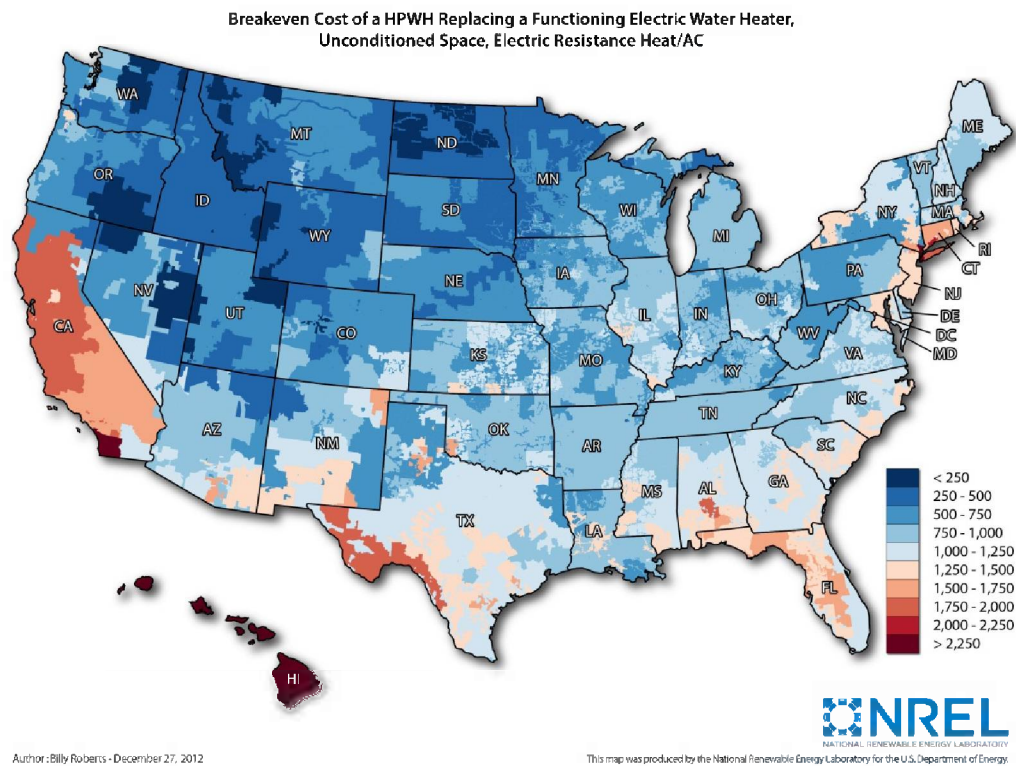 Breakeven Cost of a HPWH Replacing a Functioning Electric Water Heater,
Unconditioned Space, Electric Resistance Heat/AC
WA
MT
ND
ME
OR
ID
MN
VT
NH
SD
WI
NY
MA
WY
MI
RI
CT
IA
PA
NE
NJ
NV
OH
UT
IL
IN
DE
CA
CO
WV
DC
MD
KS
MO
VA
KY
NC
TN
AZ
NM
OK
AR
SC
MS
AL
GA
TX
LA
FL
HI
< 250
250 - 500
500 - 750
750 - 1,000
1,000 - 1,250
1,250 - 1,500
1,500 - 1,750
1,750 - 2,000
2,000 - 2,250
> 2,250
NREL
NATIONAL RENEWABLE ENERGY LABORATORY
Author : Billy Roberts - December 27, 2012
This map was produced by the National Renewable Energy Laboratory for the U.S. Department of Energy.